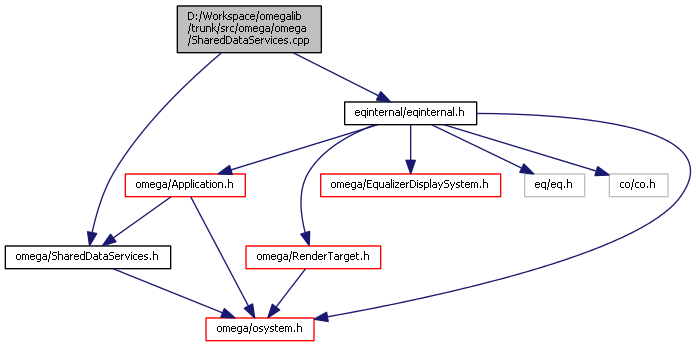 D:/Workspace/omegalib
/trunk/src/omega/omega
/SharedDataServices.cpp
eqinternal/eqinternal.h
omega/Application.h
omega/EqualizerDisplaySystem.h
eq/eq.h
co/co.h
omega/SharedDataServices.h
omega/RenderTarget.h
omega/osystem.h